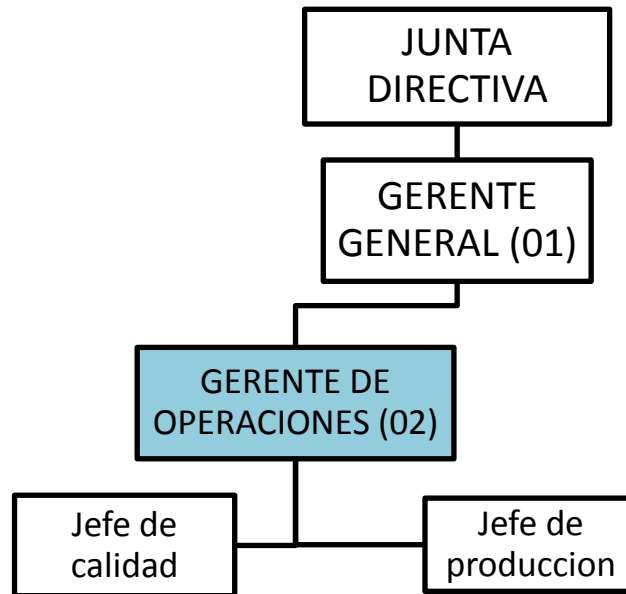 JUNTA
DIRECTIVA
GERENTE
GENERAL (01)
GERENTE DE
OPERACIONES (02)
Jefe de
calidad
Jefe de
produccion